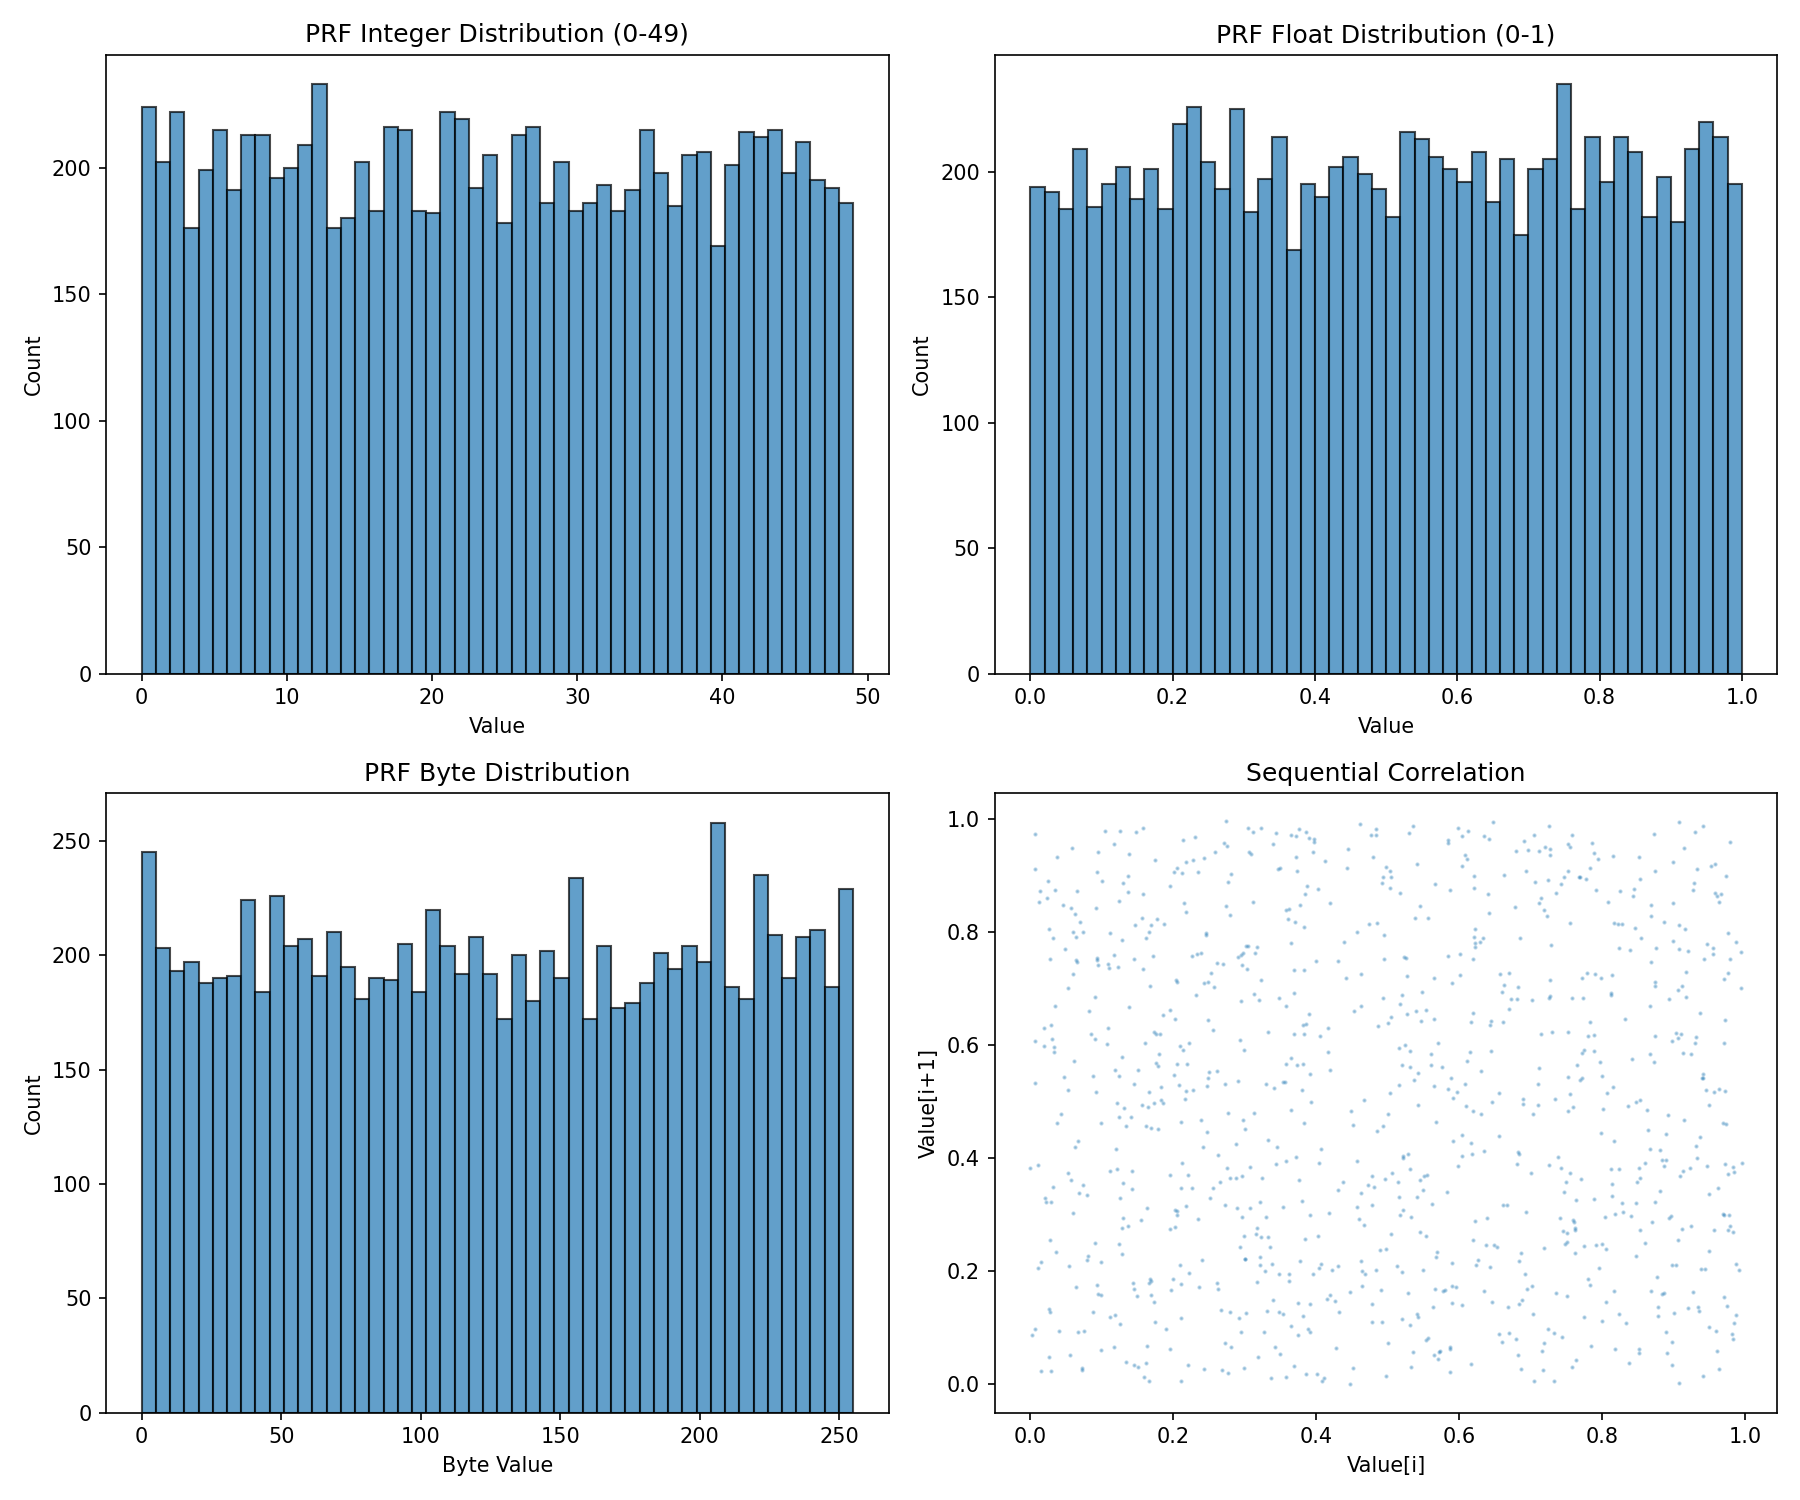 PRF Integer Distribution (0-49)
Count
200
150
100
50
0
0 10 20 30 40 50
Value
PRF Float Distribution (0-1)
Count
200
150
100
50
0
0.0 0.2 0.4 0.6 0.8 1.0
Value
PRF Byte Distribution
Count
250
200
150
100
50
0
0 50 100 150 200 250
Byte Value
Sequential Correlation
Value[i+1]
1.0
0.8
0.6
0.4
0.2
0.0
0.0 0.2 0.4 0.6 0.8 1.0
Value[i]